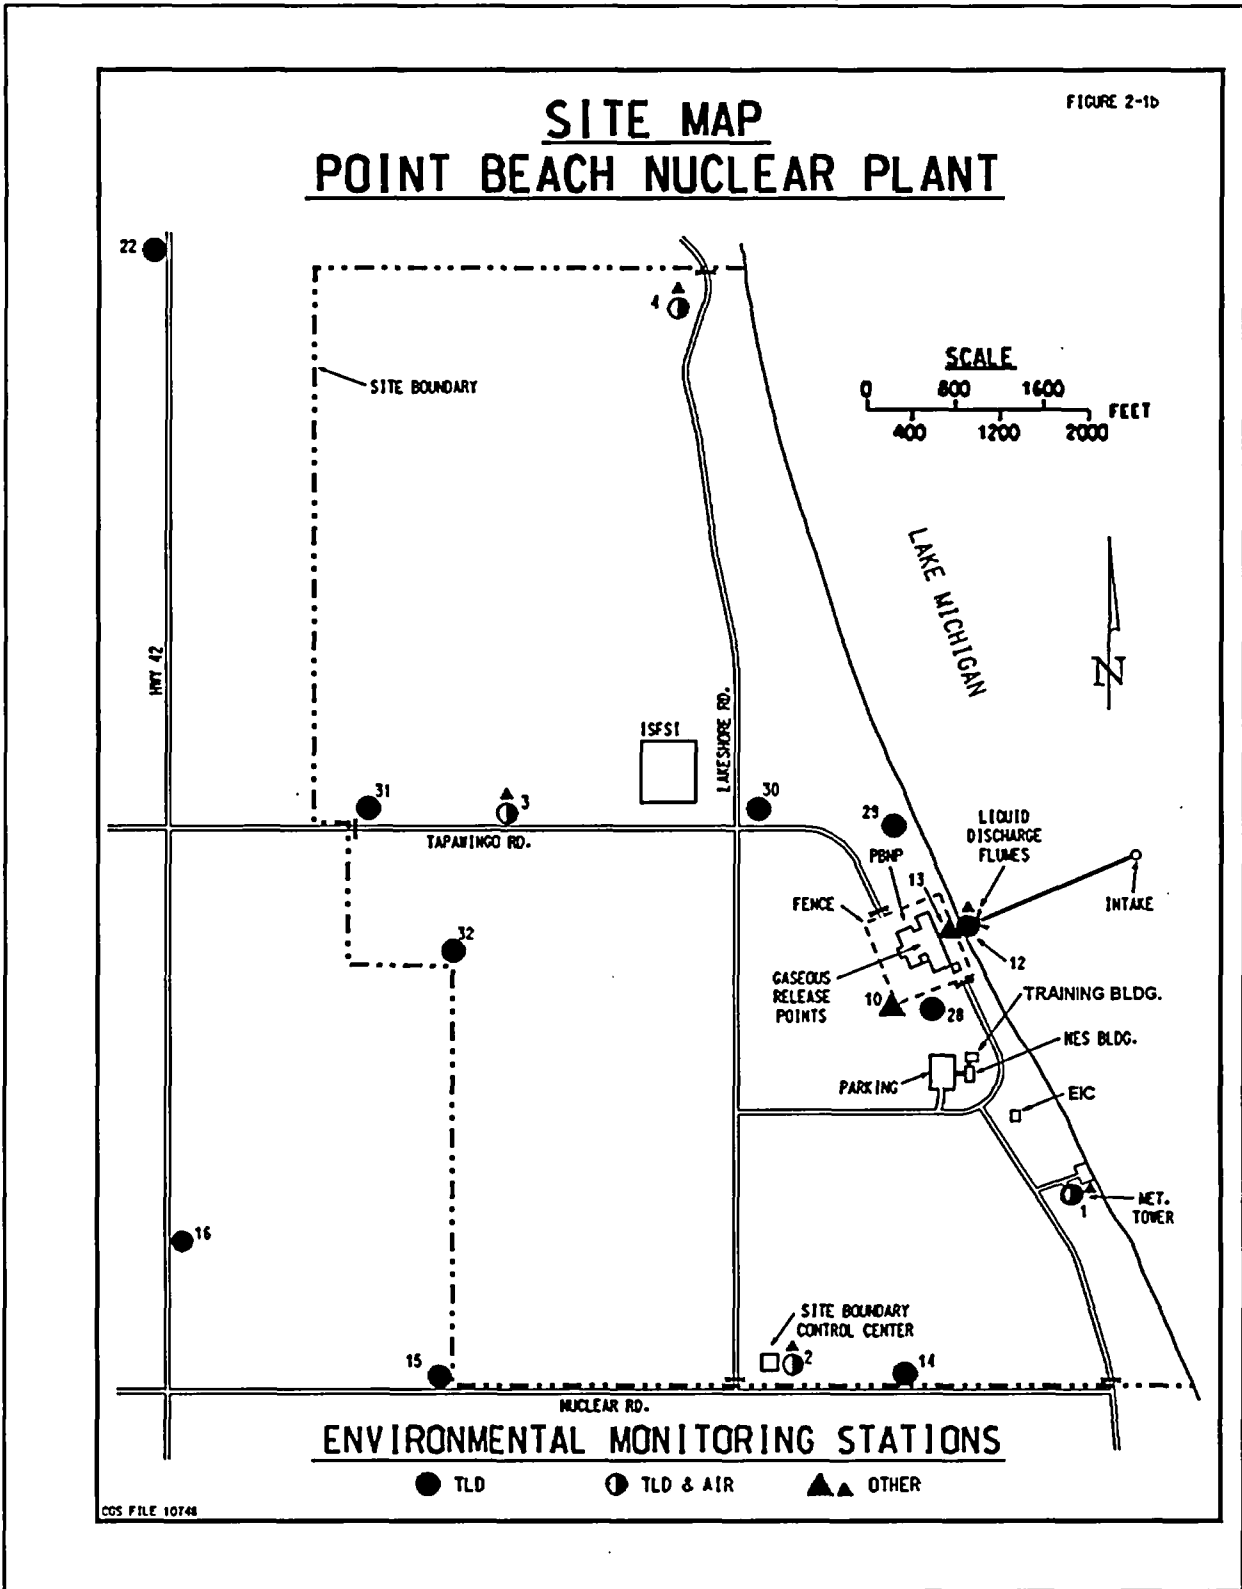 FIGURE 2-1b
SITE MAP
POINT BEACH NUCLEAR PLANT
22
4
SITE BOUNDARY
SCALE
0 800 1600
FEET
400 1200 2000
LAKE MICHIGAN
N
HWY 42
LAKESHORE RD.
ISFSI
31
3
30
29
TAPAWINGO RD.
LIQUID
DISCHARGE
FLUMES
PBNP
13
FENCE
INTAKE
32
12
GASEOUS
RELEASE
POINTS
10
28
TRAINING BLDG.
NES BLDG.
PARKING
EIC
1
MET.
TOWER
16
SITE BOUNDARY
CONTROL CENTER
15
2
14
NUCLEAR RD.
ENVIRONMENTAL MONITORING STATIONS
TLD
TLD & AIR
OTHER
CGS FILE 10748